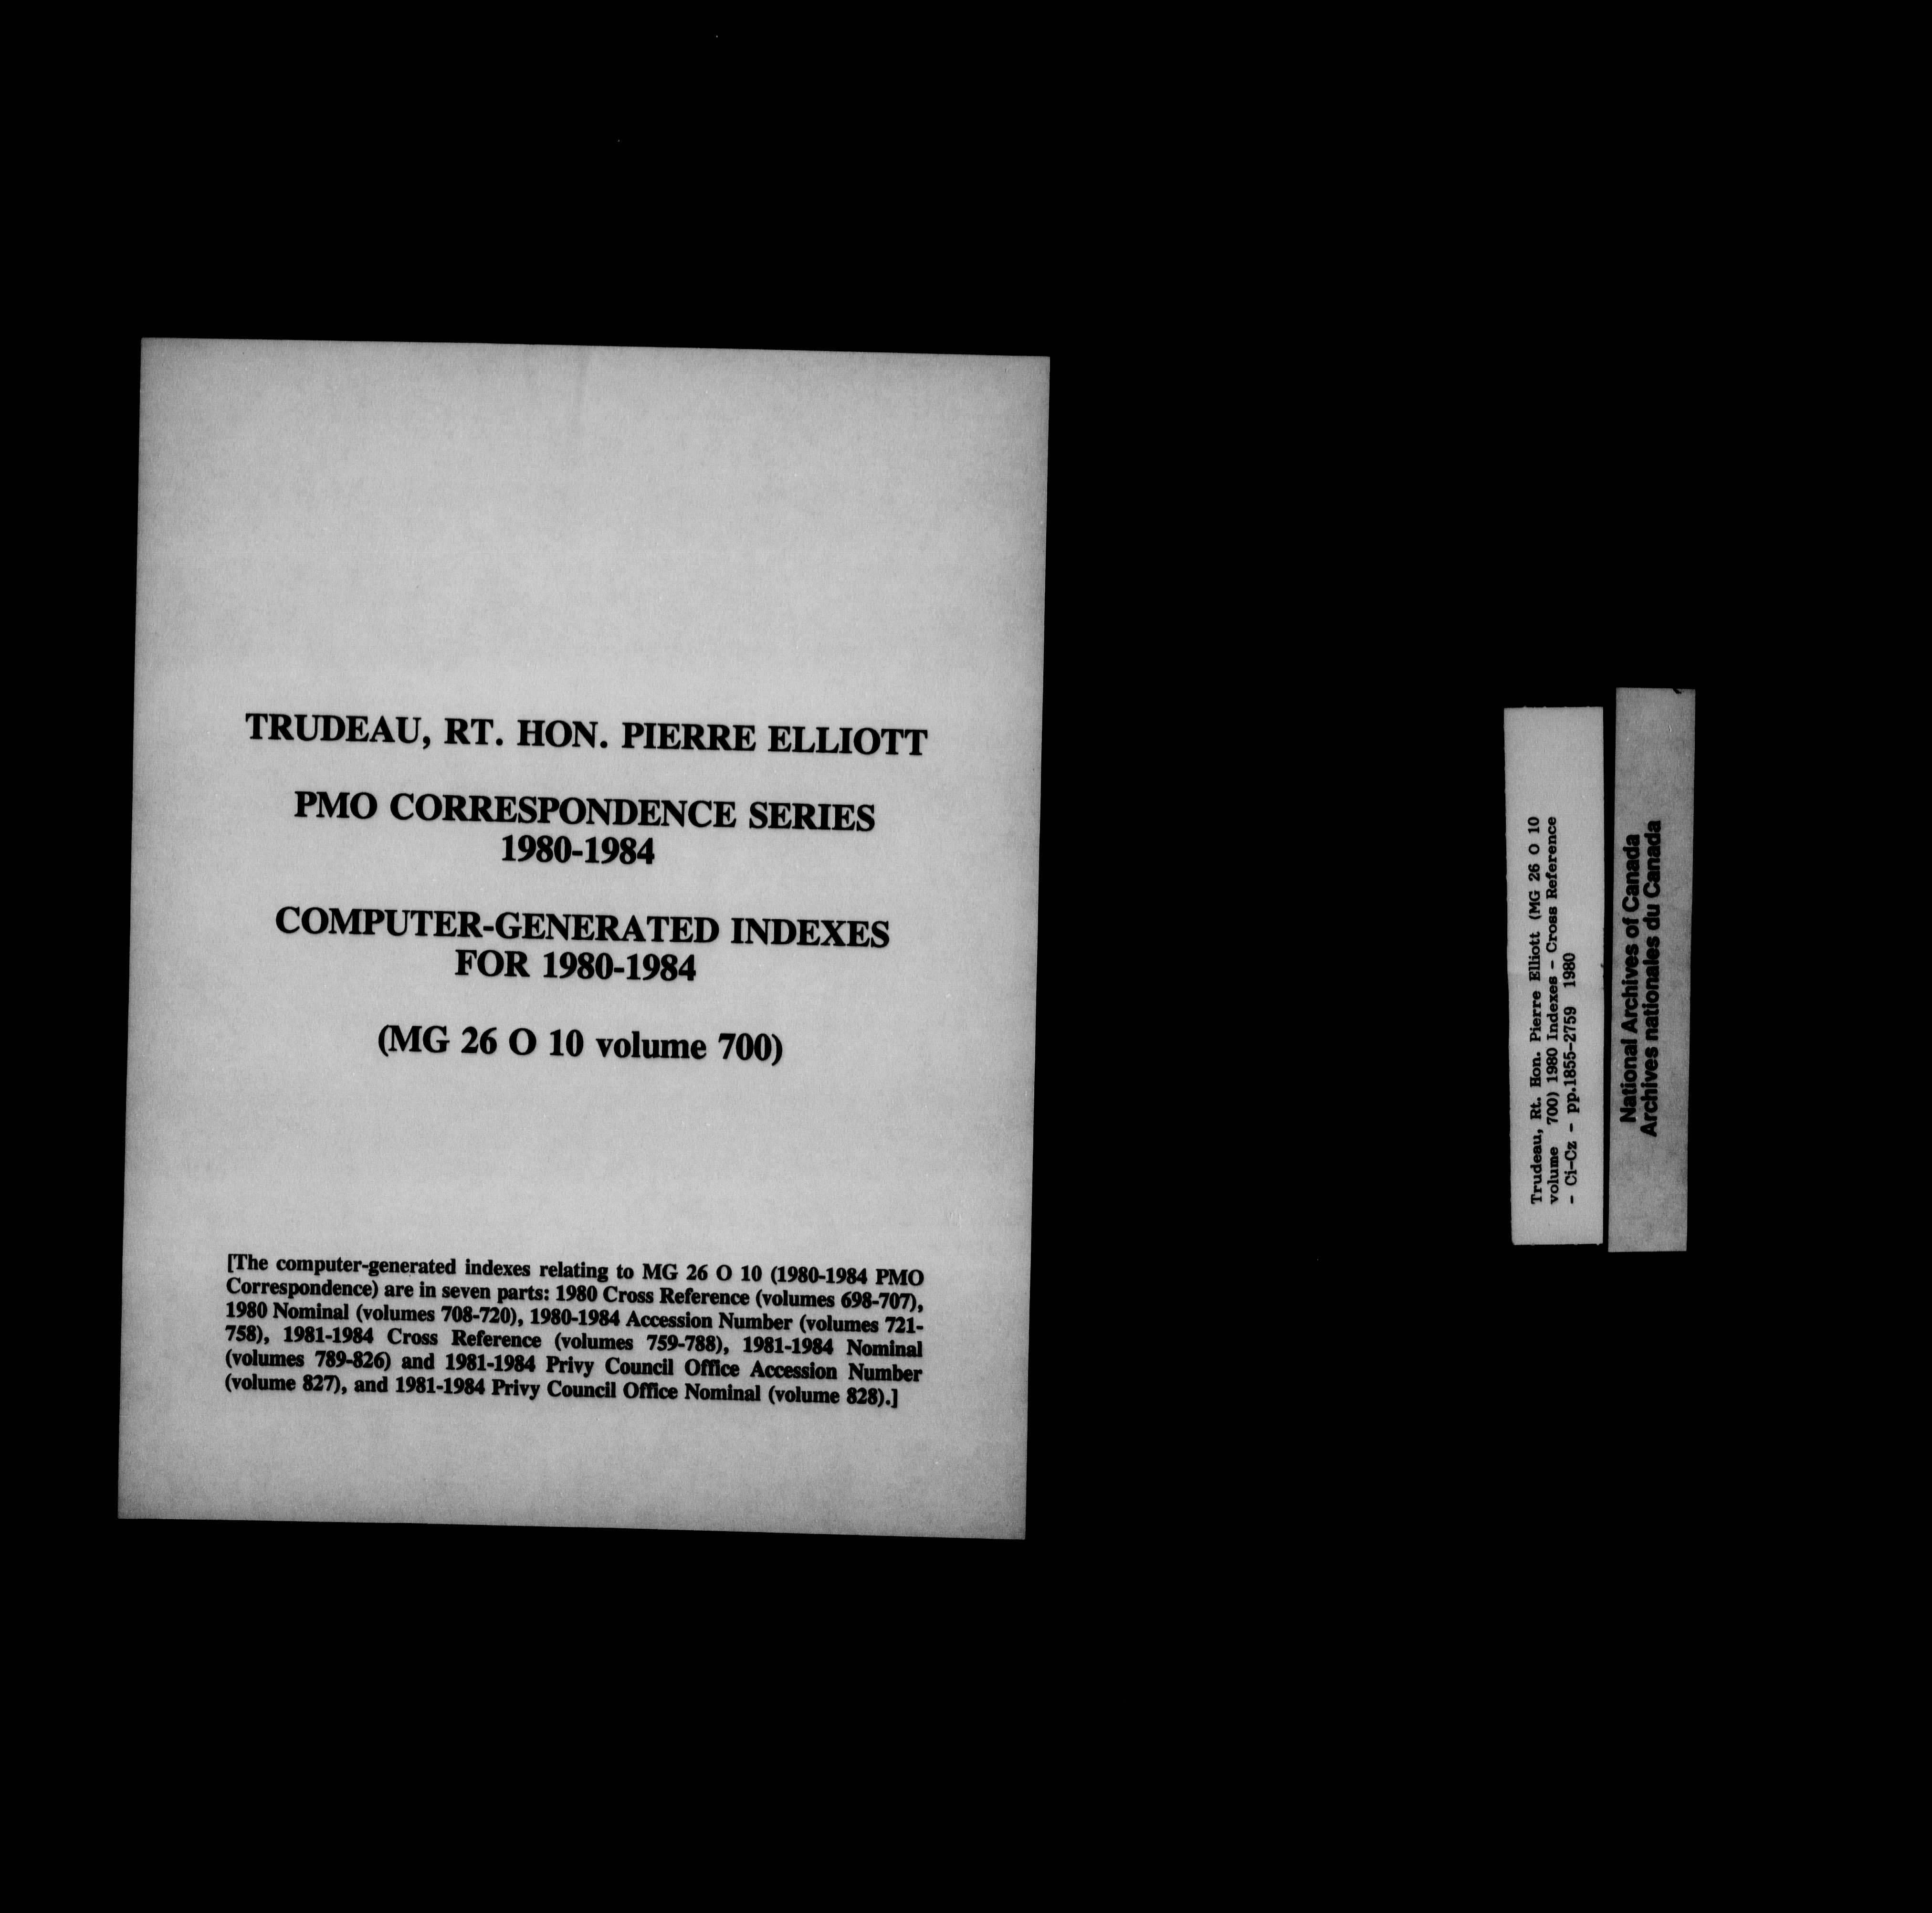 TRUDEAU, RT. HON. PIERRE ELLIOTT
PMO CORRESPONDENCE SERIES
1980-1984
COMPUTER-GENERATED INDEXES
FOR 1980-1984
(MG 26 O 10 volume 700)
[The computer-generated indexes relating to MG 26 O 10 (1980-1984 PMO
Correspondence) are in seven parts: 1980 Cross Reference (volumes 698-707),
1980 Nominal (volumes 708-720), 1980-1984 Accession Number (volumes 721-
758), 1981-1984 Cross Reference (volumes 759-788), 1981-1984 Nominal
(volumes 789-826) and 1981-1984 Privy Council Office Accession Number
(volume 827), and 1981-1984 Privy Council Office Nominal (volume 828).]
Trudeau, Rt. Hon. Pierre Elliott (MG 26 O 10
volume 700) 1980 Indexes - Cross Reference
- Ci-Cz - pp.1855-2759 1980
National Archives of Canada
Archives nationales du Canada